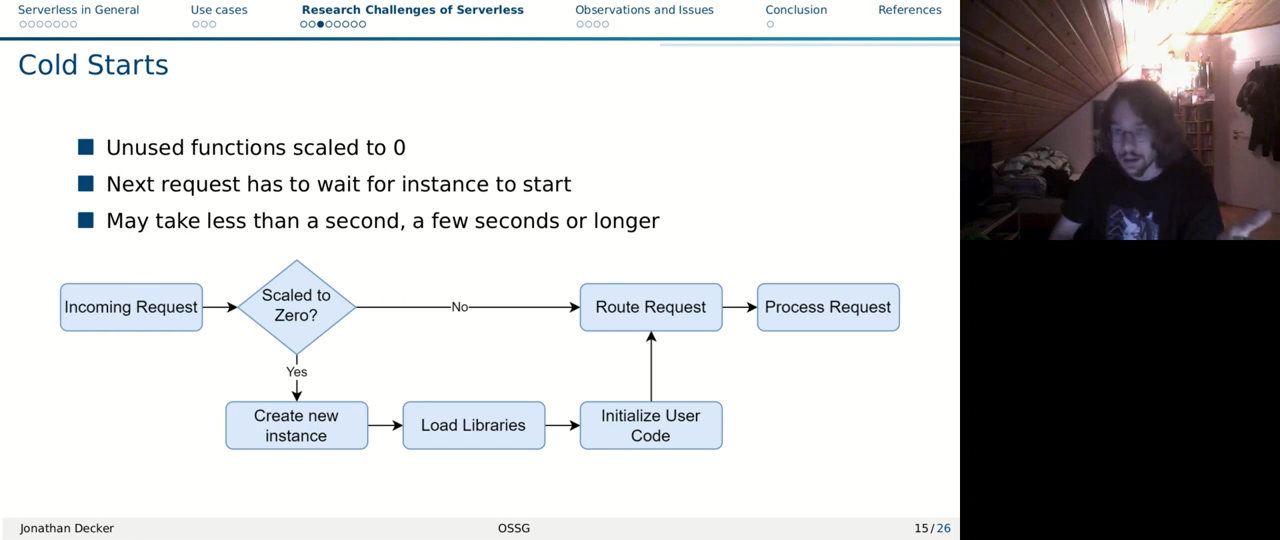 Serverless in General
Use cases
Research Challenges of Serverless
Observations and Issues
Conclusion
References
Cold Starts
Unused functions scaled to 0
Next request has to wait for instance to start
May take less than a second, a few seconds or longer
Incoming Request
Scaled to
Zero?
No
Route Request
Process Request
Yes
Create new
instance
Load Libraries
Initialize User
Code
Jonathan Decker
OSSG
15/26